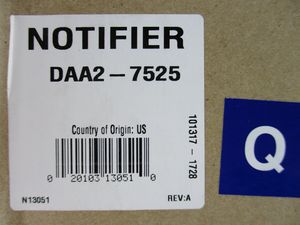 NOTIFIER
DAA2-7525
Country of Origin: US
101317 - 1728
0 20103 13051 0
N13051
REV:A
Q